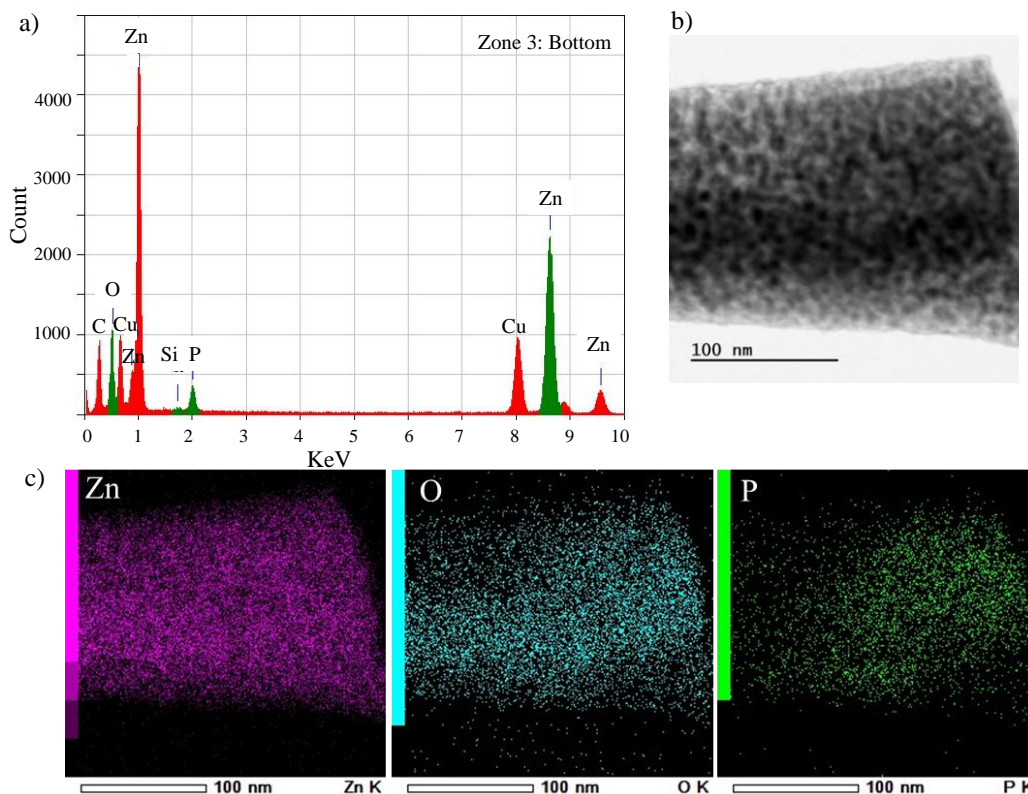 a)
Zone 3: Bottom
Zn
4000
3000
2000
1000
Count
C
O
Cu
Zn
Si
P
Cu
Zn
Zn
0 1 2 3 4 5 6 7 8 9 10
KeV
b)
100 nm
c)
Zn
100 nm
Zn K
O
100 nm
O K
P
100 nm
P K